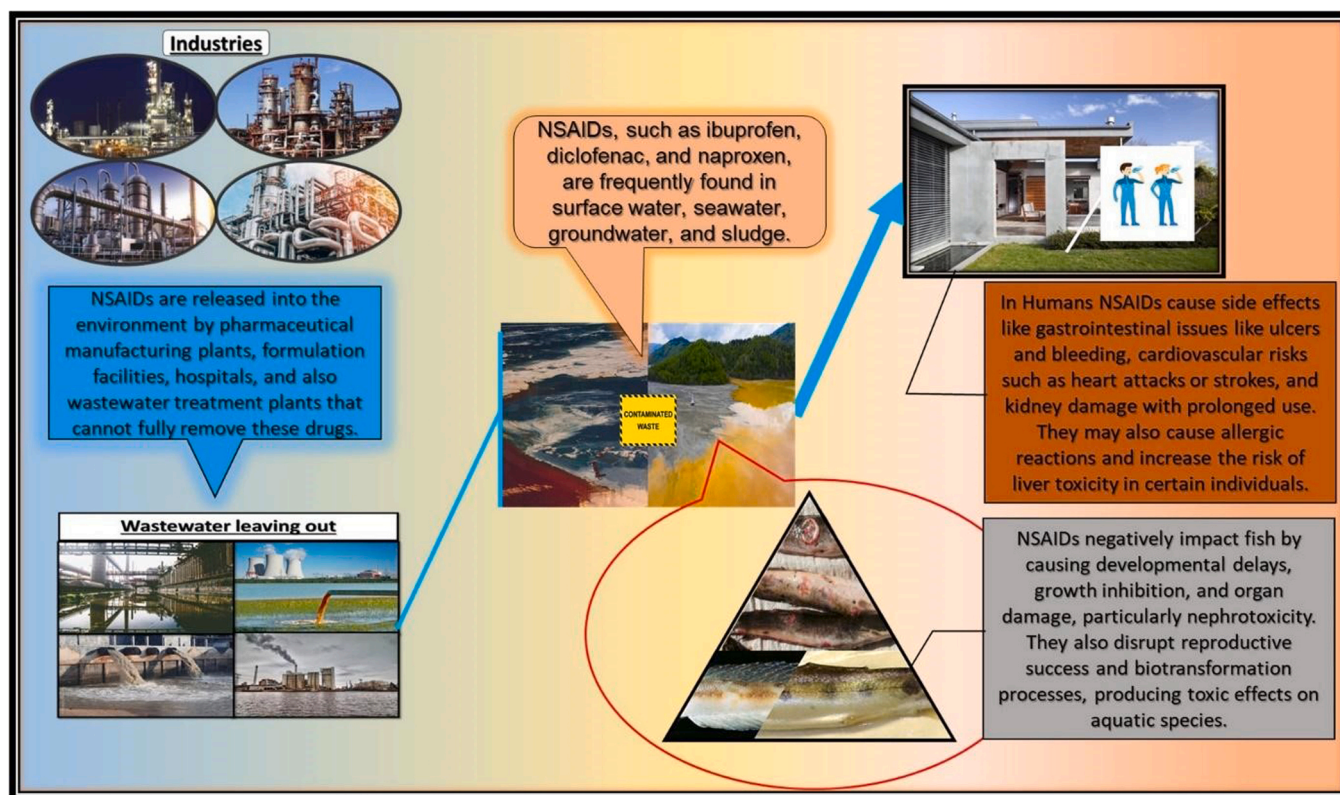 Industries
NSAIDs are released into the
environment by pharmaceutical
manufacturing plants, formulation
facilities, hospitals, and also
wastewater treatment plants that
cannot fully remove these drugs.
Wastewater leaving out
NSAIDs, such as ibuprofen,
diclofenac, and naproxen,
are frequently found in
surface water, seawater,
groundwater, and sludge.
CONTAMINATED
WASTE
In Humans NSAIDs cause side effects
like gastrointestinal issues like ulcers
and bleeding, cardiovascular risks
such as heart attacks or strokes, and
kidney damage with prolonged use.
They may also cause allergic
reactions and increase the risk of
liver toxicity in certain individuals.
NSAIDs negatively impact fish by
causing developmental delays,
growth inhibition, and organ
damage, particularly nephrotoxicity.
They also disrupt reproductive
success and biotransformation
processes, producing toxic effects on
aquatic species.